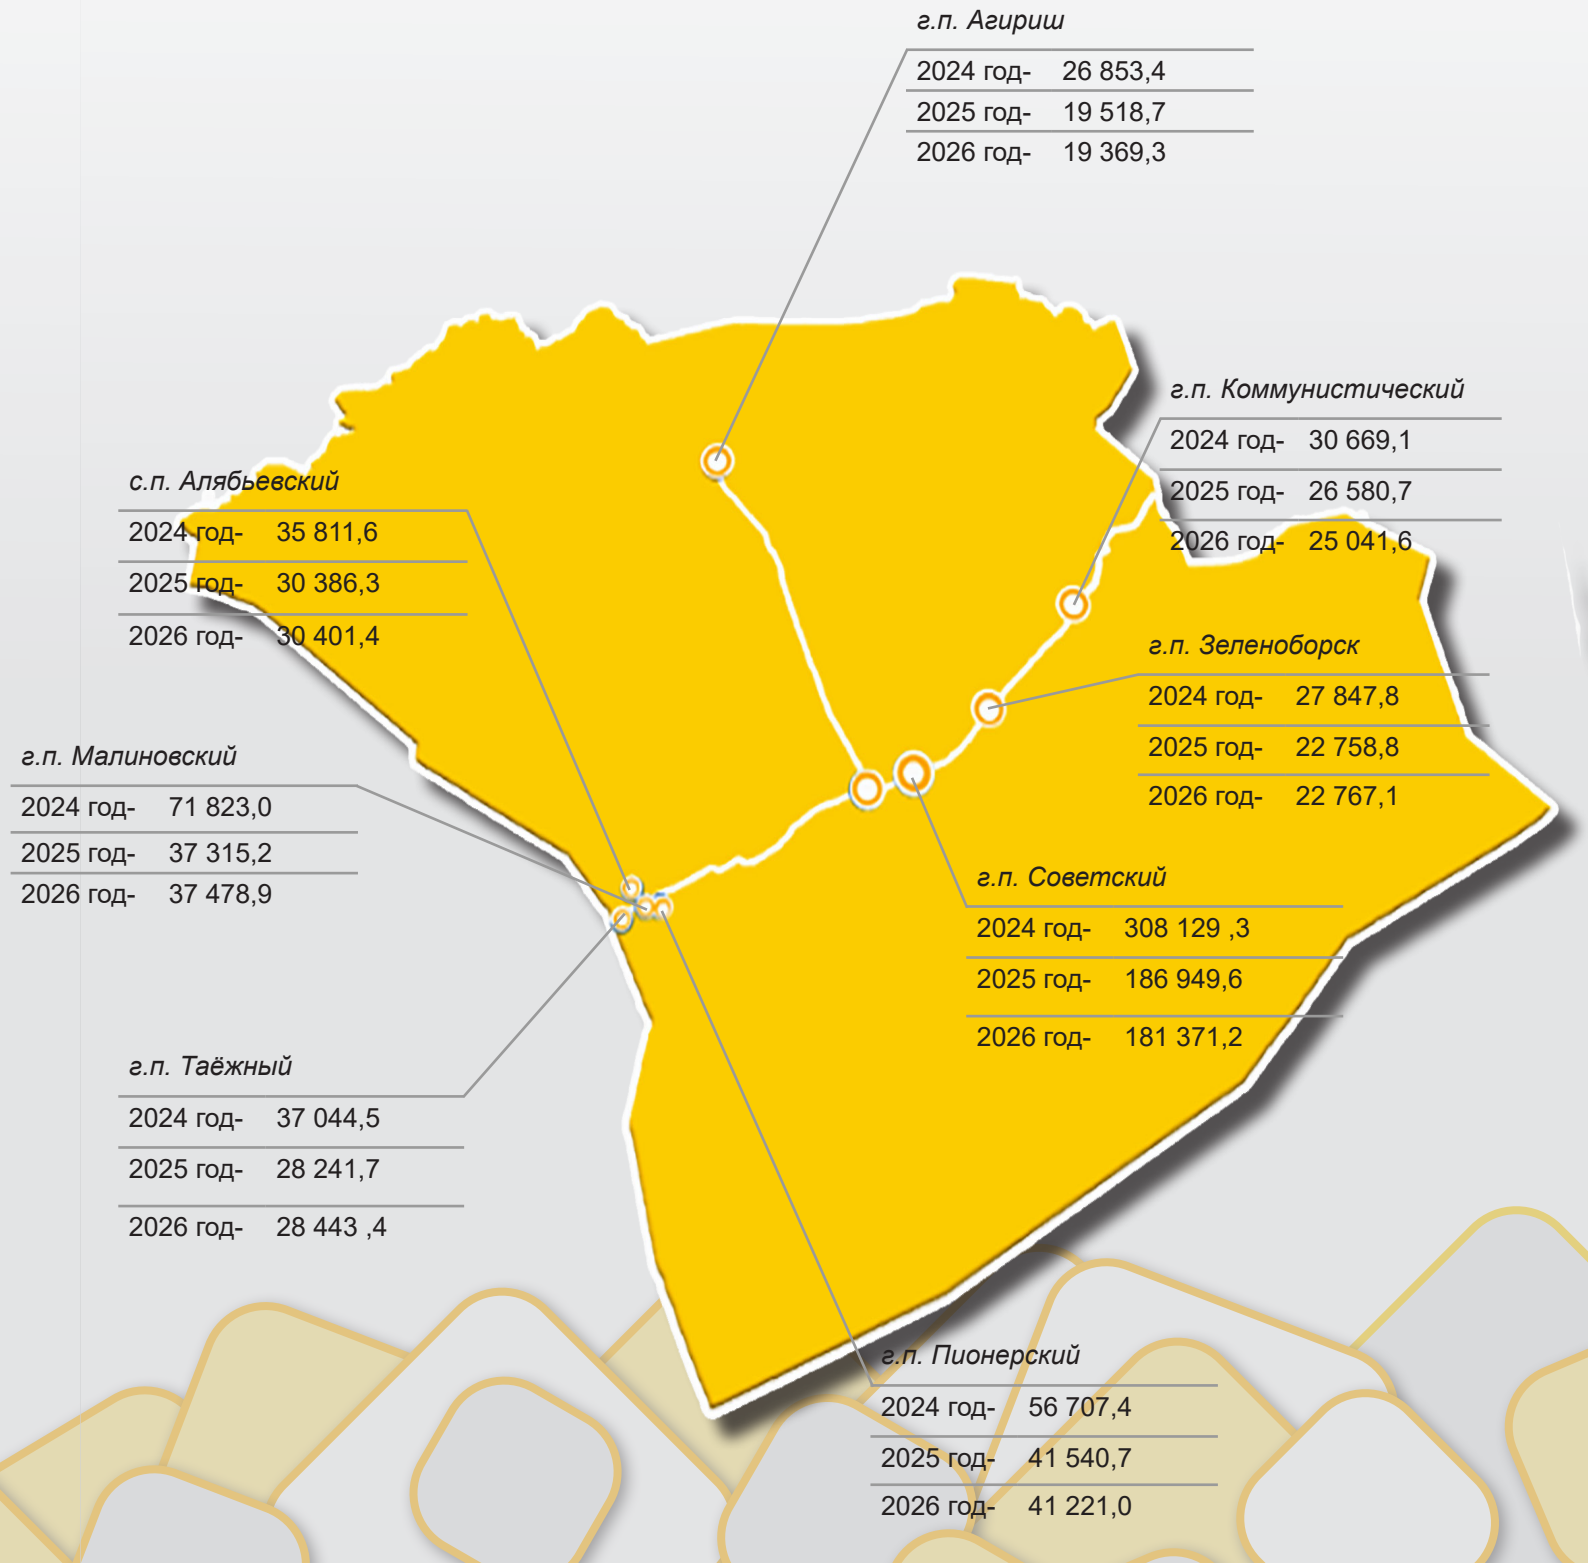 г.п. Агириш
2024 год- 26 853,4
2025 год- 19 518,7
2026 год- 19 369,3
г.п. Коммунистический
2024 год- 30 669,1
2025 год- 26 580,7
2026 год- 25 041,6
с.п. Алябьевский
2024 год- 35 811,6
2025 год- 30 386,3
2026 год- 30 401,4
г.п. Зеленоборск
2024 год- 27 847,8
2025 год- 22 758,8
2026 год- 22 767,1
г.п. Малиновский
2024 год- 71 823,0
2025 год- 37 315,2
2026 год- 37 478,9
г.п. Советский
2024 год- 308 129 ,3
2025 год- 186 949,6
2026 год- 181 371,2
г.п. Таёжный
2024 год- 37 044,5
2025 год- 28 241,7
2026 год- 28 443 ,4
г.п. Пионерский
2024 год- 56 707,4
2025 год- 41 540,7
2026 год- 41 221,0